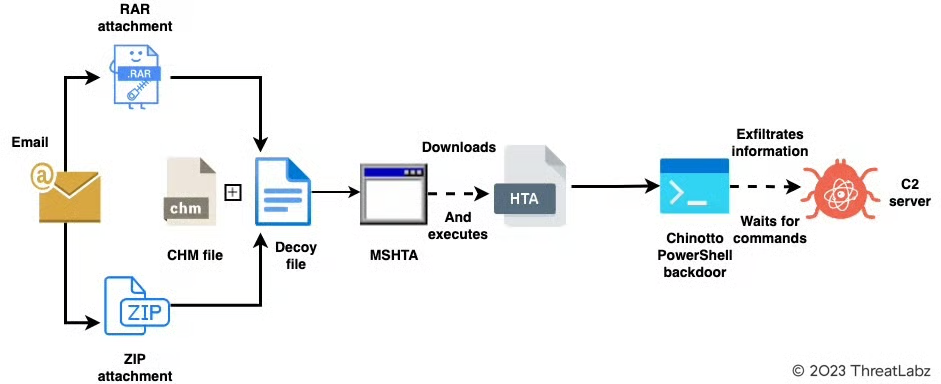 RAR
attachment
.RAR
Email
@
chm
CHM file
Decoy
file
MSHTA
Downloads
And
executes
HTA
Chinotto
PowerShell
backdoor
Exfiltrates
information
Waits for
commands
C2
server
ZIP
ZIP
attachment
© 2023 ThreatLabz